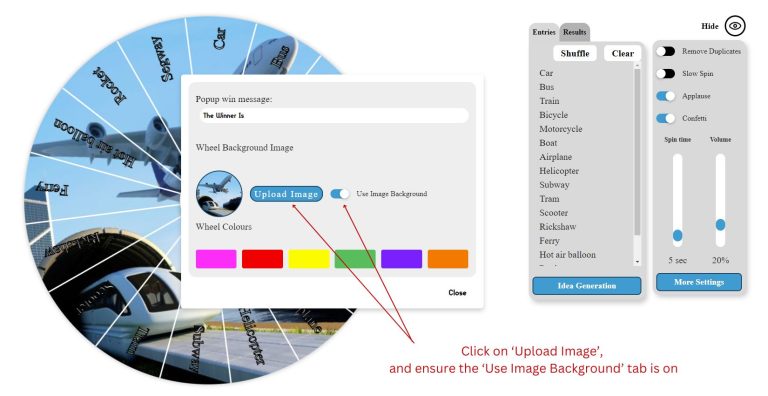 Car
Bus
Segway
Rocket
Hot air balloon
Ferry
Rickshaw
Tram
Subway
Helicopter
Popup win message:
The Winner Is
Wheel Background Image
Upload Image
Use Image Background
Wheel Colours
Close
Click on ‘Upload Image’,
and ensure the ‘Use Image Background’ tab is on
Entries Results
Shuffle Clear
Car
Bus
Train
Bicycle
Motorcycle
Boat
Airplane
Helicopter
Subway
Tram
Scooter
Rickshaw
Ferry
Hot air balloon
Idea Generation
Hide
Remove Duplicates
Slow Spin
Applause
Confetti
Spin time Volume
5 sec 20%
More Settings